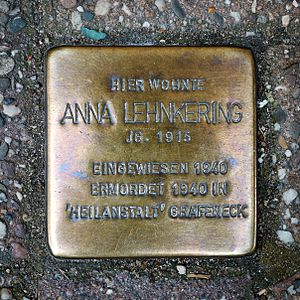 HIER WOHNTE
ANNA LEHNKERING
JG. 1915
EINGEWIESEN 1940
ERMORDET 1940 IN
"HEILANSTALT" GRAFENECK